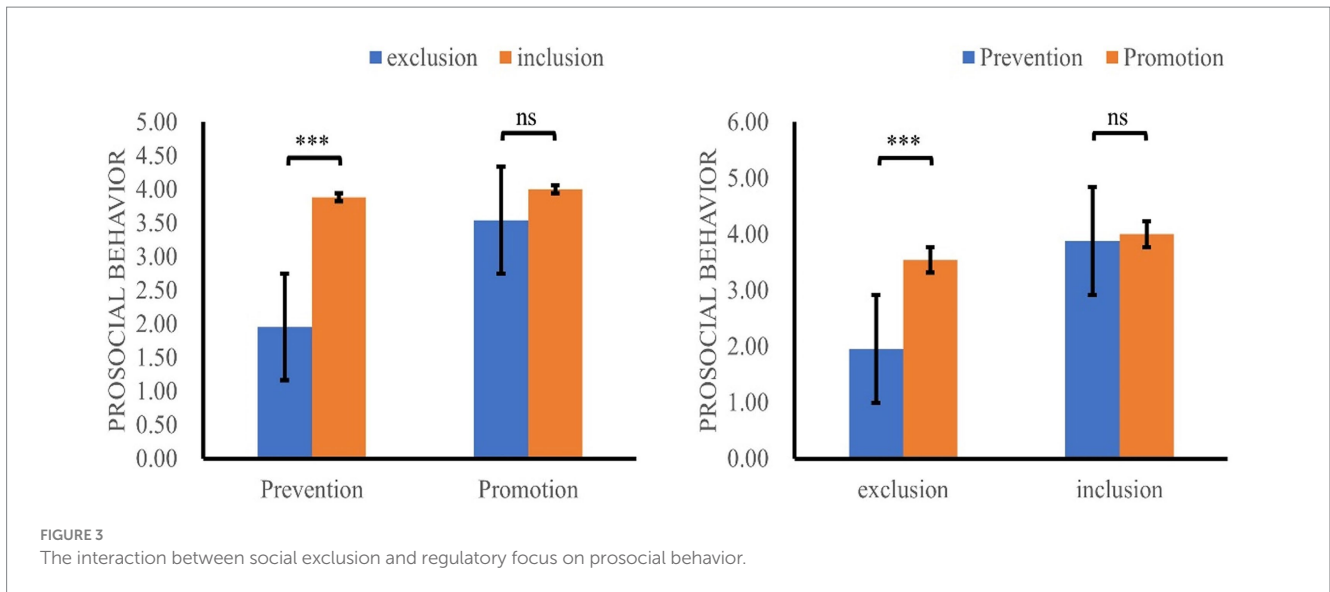 exclusion inclusion
PROSOCIAL BEHAVIOR
5.00
4.50
4.00
3.50
3.00
2.50
2.00
1.50
1.00
0.50
0.00
***
ns
Prevention Promotion
Prevention Promotion
PROSOCIAL BEHAVIOR
6.00
5.00
4.00
3.00
2.00
1.00
0.00
***
ns
exclusion inclusion
FIGURE 3
The interaction between social exclusion and regulatory focus on prosocial behavior.